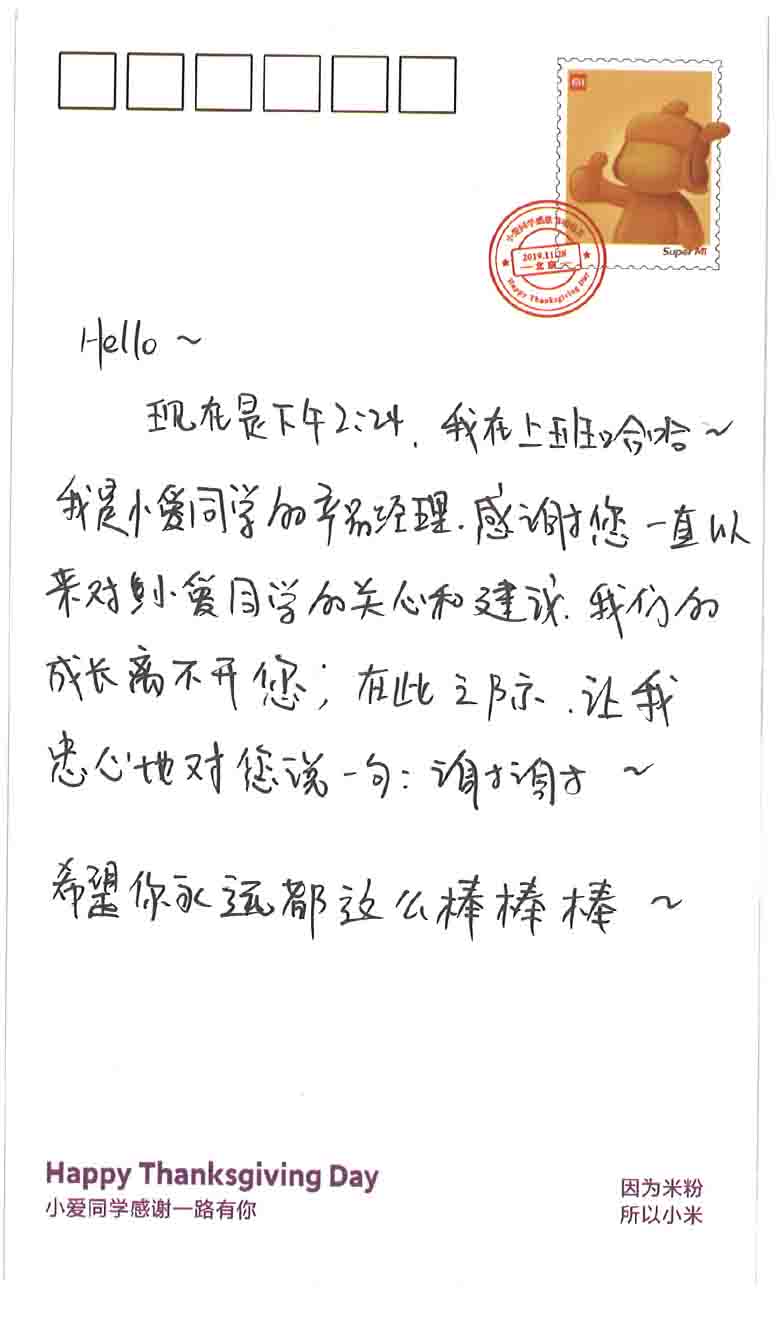 MI
Super MI
小爱同学感恩
2019.11.28
北京
Happy Thanksgiving Day
Hello ~
现在是下午2:24，我在上班哈哈~
我是小爱同学的产品经理，感谢您一直以
来对小爱同学的关心和建议，我们的
成长离不开您；在此之际，让我
忠心地对您说一句：谢谢~
希望你永远都这么棒棒棒~
Happy Thanksgiving Day
小爱同学感谢一路有你
因为米粉
所以小米